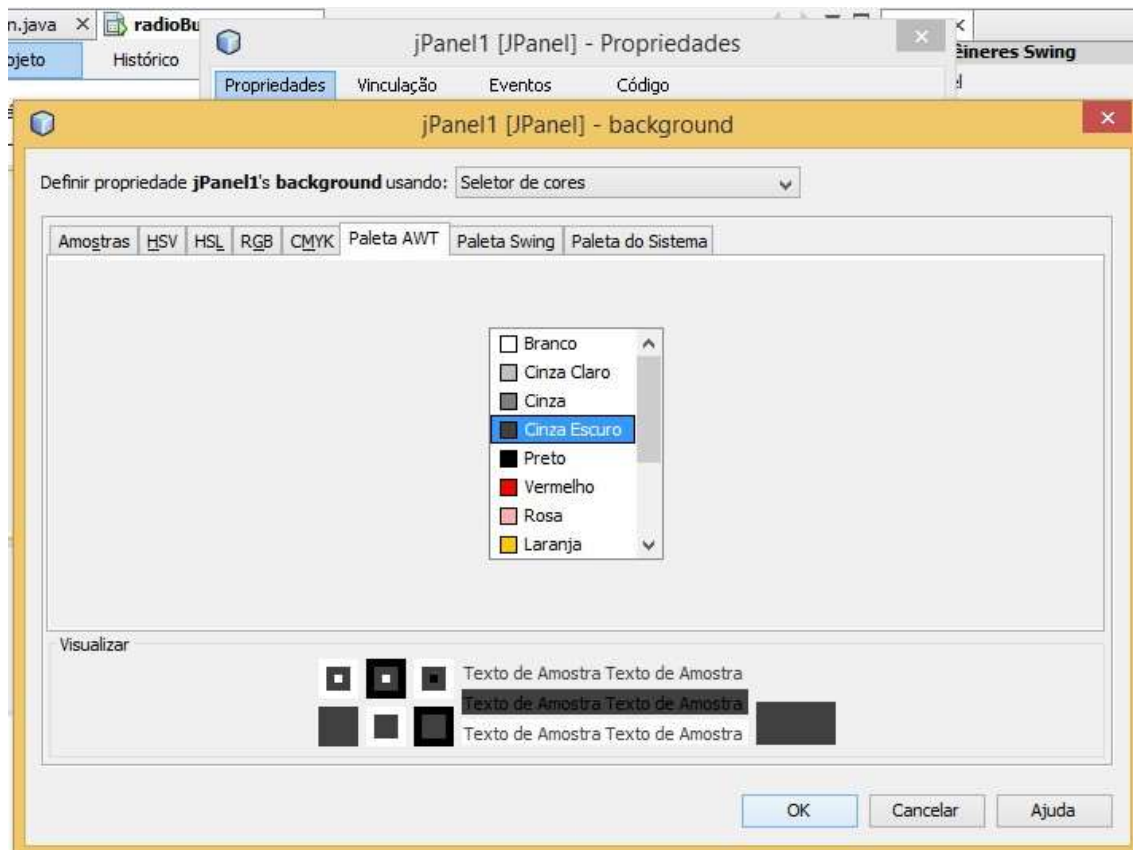 n.java × radioBu
ojeto Histórico
jPanel1 [JPanel] - Propriedades
êineres Swing
Propriedades Vinculação Eventos Código
jPanel1 [JPanel] - background
Definir propriedade jPanel1's background usando: Seletor de cores
Amostras HSV HSL RGB CMYK Paleta AWT Paleta Swing Paleta do Sistema
Branco
Cinza Claro
Cinza
Cinza Escuro
Preto
Vermelho
Rosa
Laranja
Visualizar
Texto de Amostra Texto de Amostra
Texto de Amostra Texto de Amostra
Texto de Amostra Texto de Amostra
OK Cancelar Ajuda